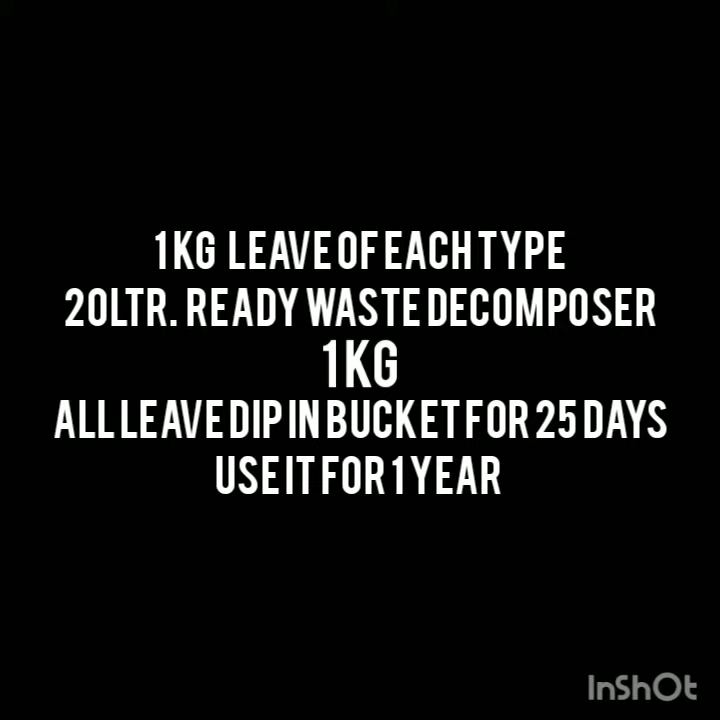 1KG LEAVE OF EACH TYPE
20LTR. READY WASTE DECOMPOSER
1KG
ALL LEAVE DIP IN BUCKET FOR 25 DAYS
USE IT FOR 1 YEAR
InShOt